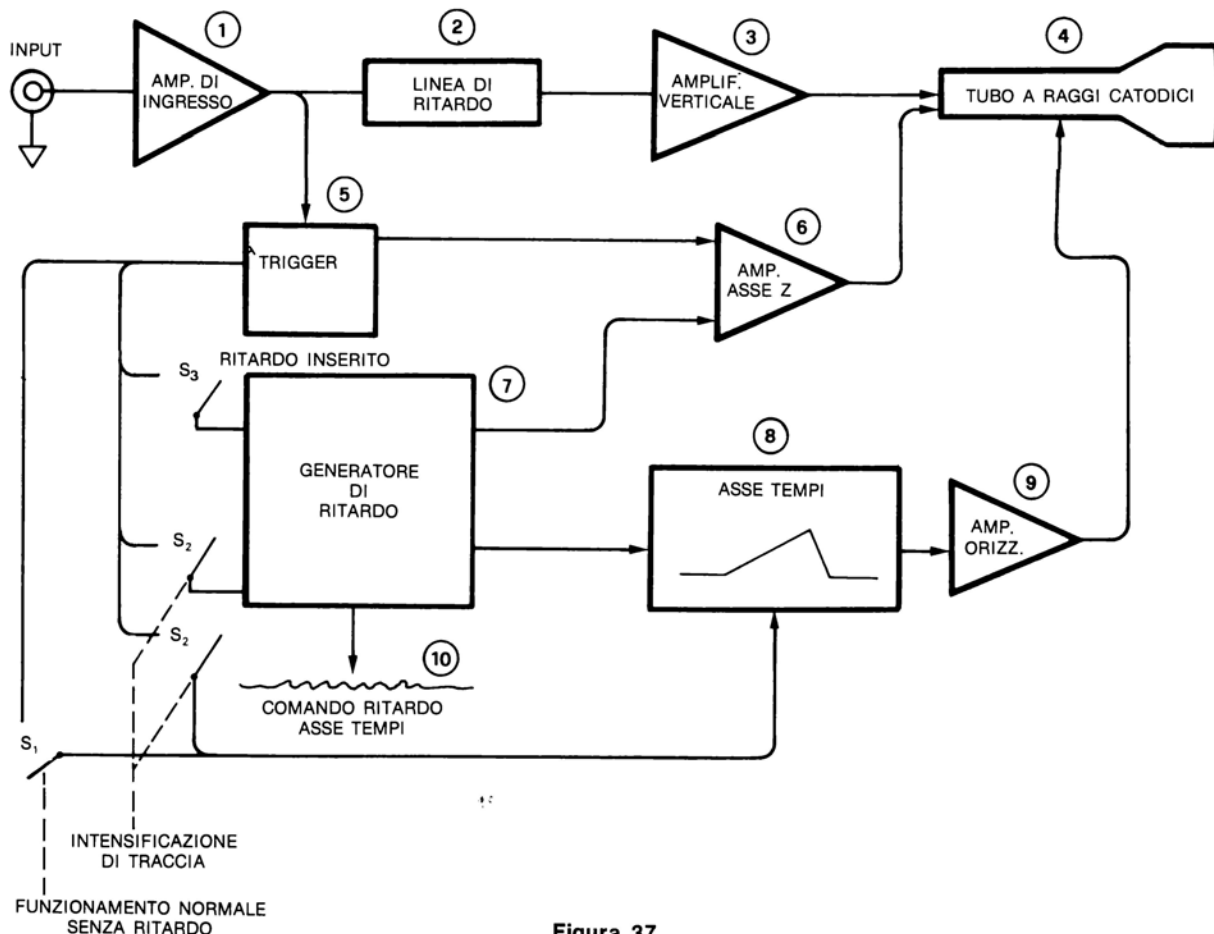 1
2
3
4
INPUT
AMP. DI
INGRESSO
LINEA DI
RITARDO
AMPLIF.
VERTICALE
TUBO A RAGGI CATODICI
5
6
TRIGGER
AMP.
ASSE Z
S3
RITARDO INSERITO
7
GENERATORE
DI
RITARDO
8
ASSE TEMPI
9
AMP.
ORIZZ.
S2
S2
10
COMANDO RITARDO
ASSE TEMPI
S1
INTENSIFICAZIONE
DI TRACCIA
FUNZIONAMENTO NORMALE
SENZA RITARDO
Figura 37